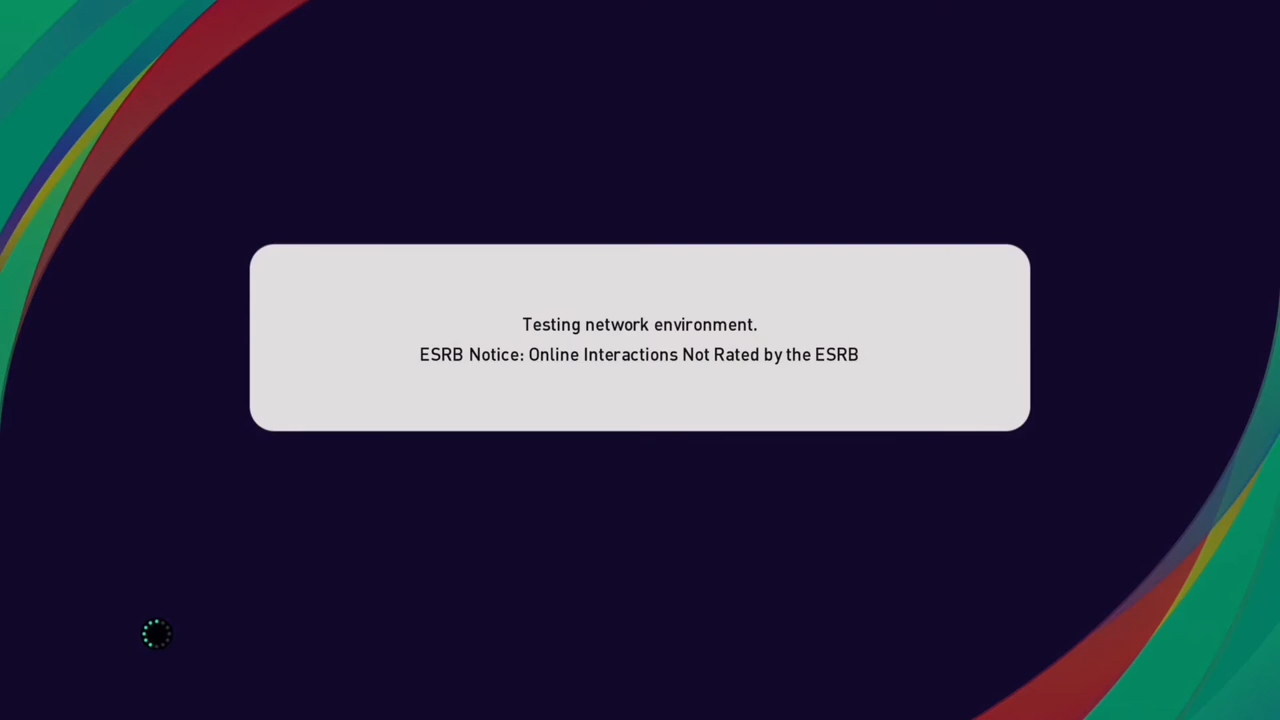 Testing network environment.
ESRB Notice: Online Interactions Not Rated by the ESRB